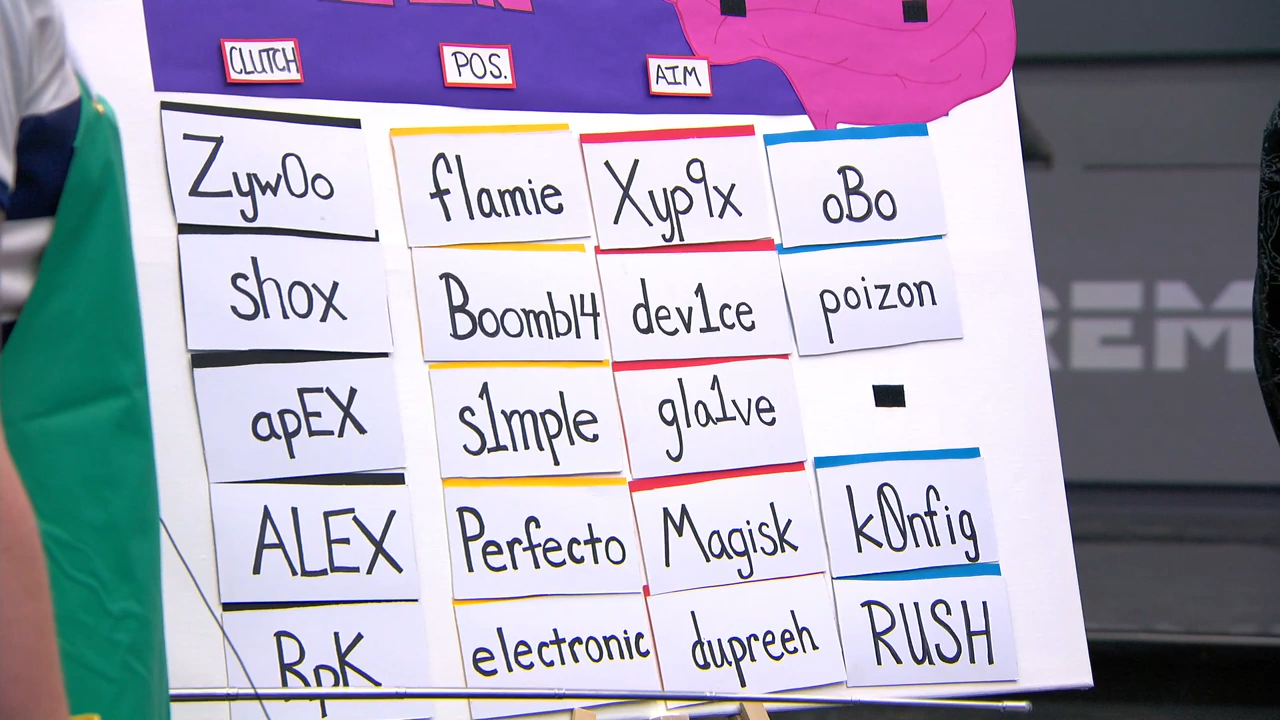 CLUTCH POS. AIM
ZywOo flamie Xyp9x oBo
shox Boombl4 dev1ce poizon
apEX s1mple gla1ve
ALEX Perfecto Magisk k0nfig
RpK electronic dupreeh RUSH
REM